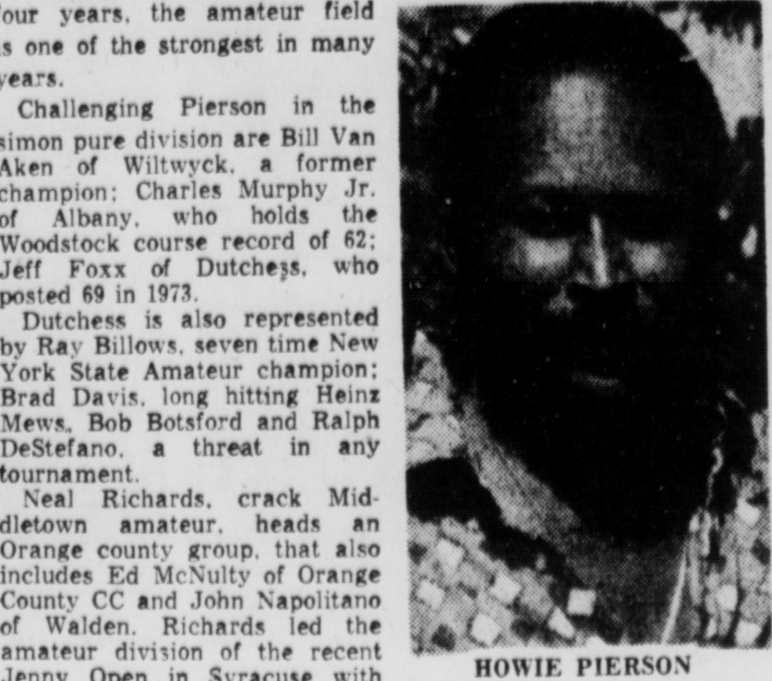 four years, the amateur field
is one of the strongest in many
years.
Challenging Pierson in the
simon pure division are Bill Van
Aken of Wiltwyck, a former
champion; Charles Murphy Jr.
of Albany, who holds the
Woodstock course record of 62;
Jeff Foxx of Dutchess, who
posted 69 in 1973.
Dutchess is also represented
by Ray Billows, seven time New
York State Amateur champion;
Brad Davis, long hitting Heinz
Mews,, Bob Botsford and Ralph
DeStefano, a threat in any
tournament.
Neal Richards, crack Mid-
dletown amateur, heads an
Orange county group, that also
includes Ed McNulty of Orange
County CC and John Napolitano
of Walden. Richards led the
amateur division of the recent
Jenny Open in Syracuse with
HOWIE PIERSON